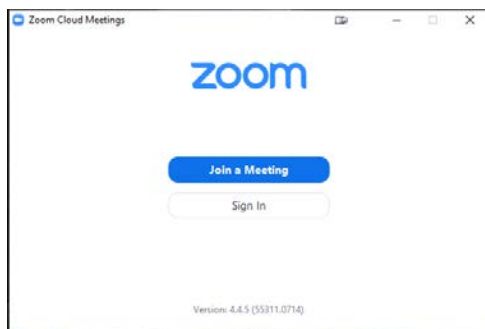 Zoom Cloud Meetings
zoom
Join a Meeting
Sign In
Version: 4.4.5 (55311.0714)